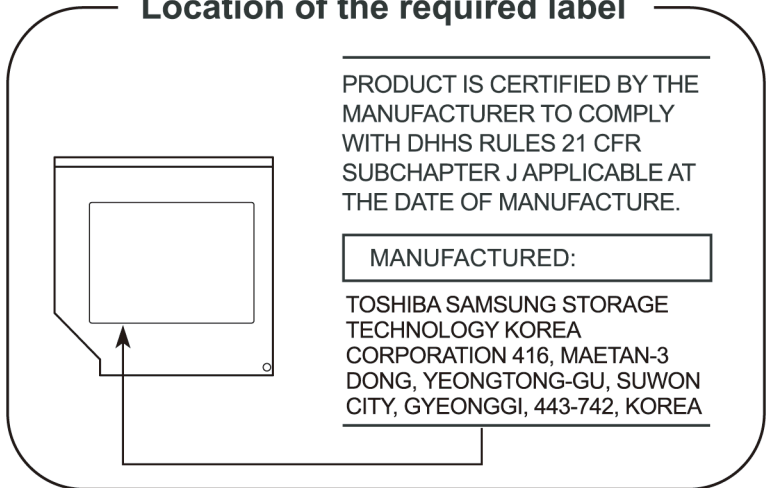 Location of the required label
PRODUCT IS CERTIFIED BY THE
MANUFACTURER TO COMPLY
WITH DHHS RULES 21 CFR
SUBCHAPTER J APPLICABLE AT
THE DATE OF MANUFACTURE.
MANUFACTURED:
TOSHIBA SAMSUNG STORAGE
TECHNOLOGY KOREA
CORPORATION 416, MAETAN-3
DONG, YEONGTONG-GU, SUWON
CITY, GYEONGGI, 443-742, KOREA